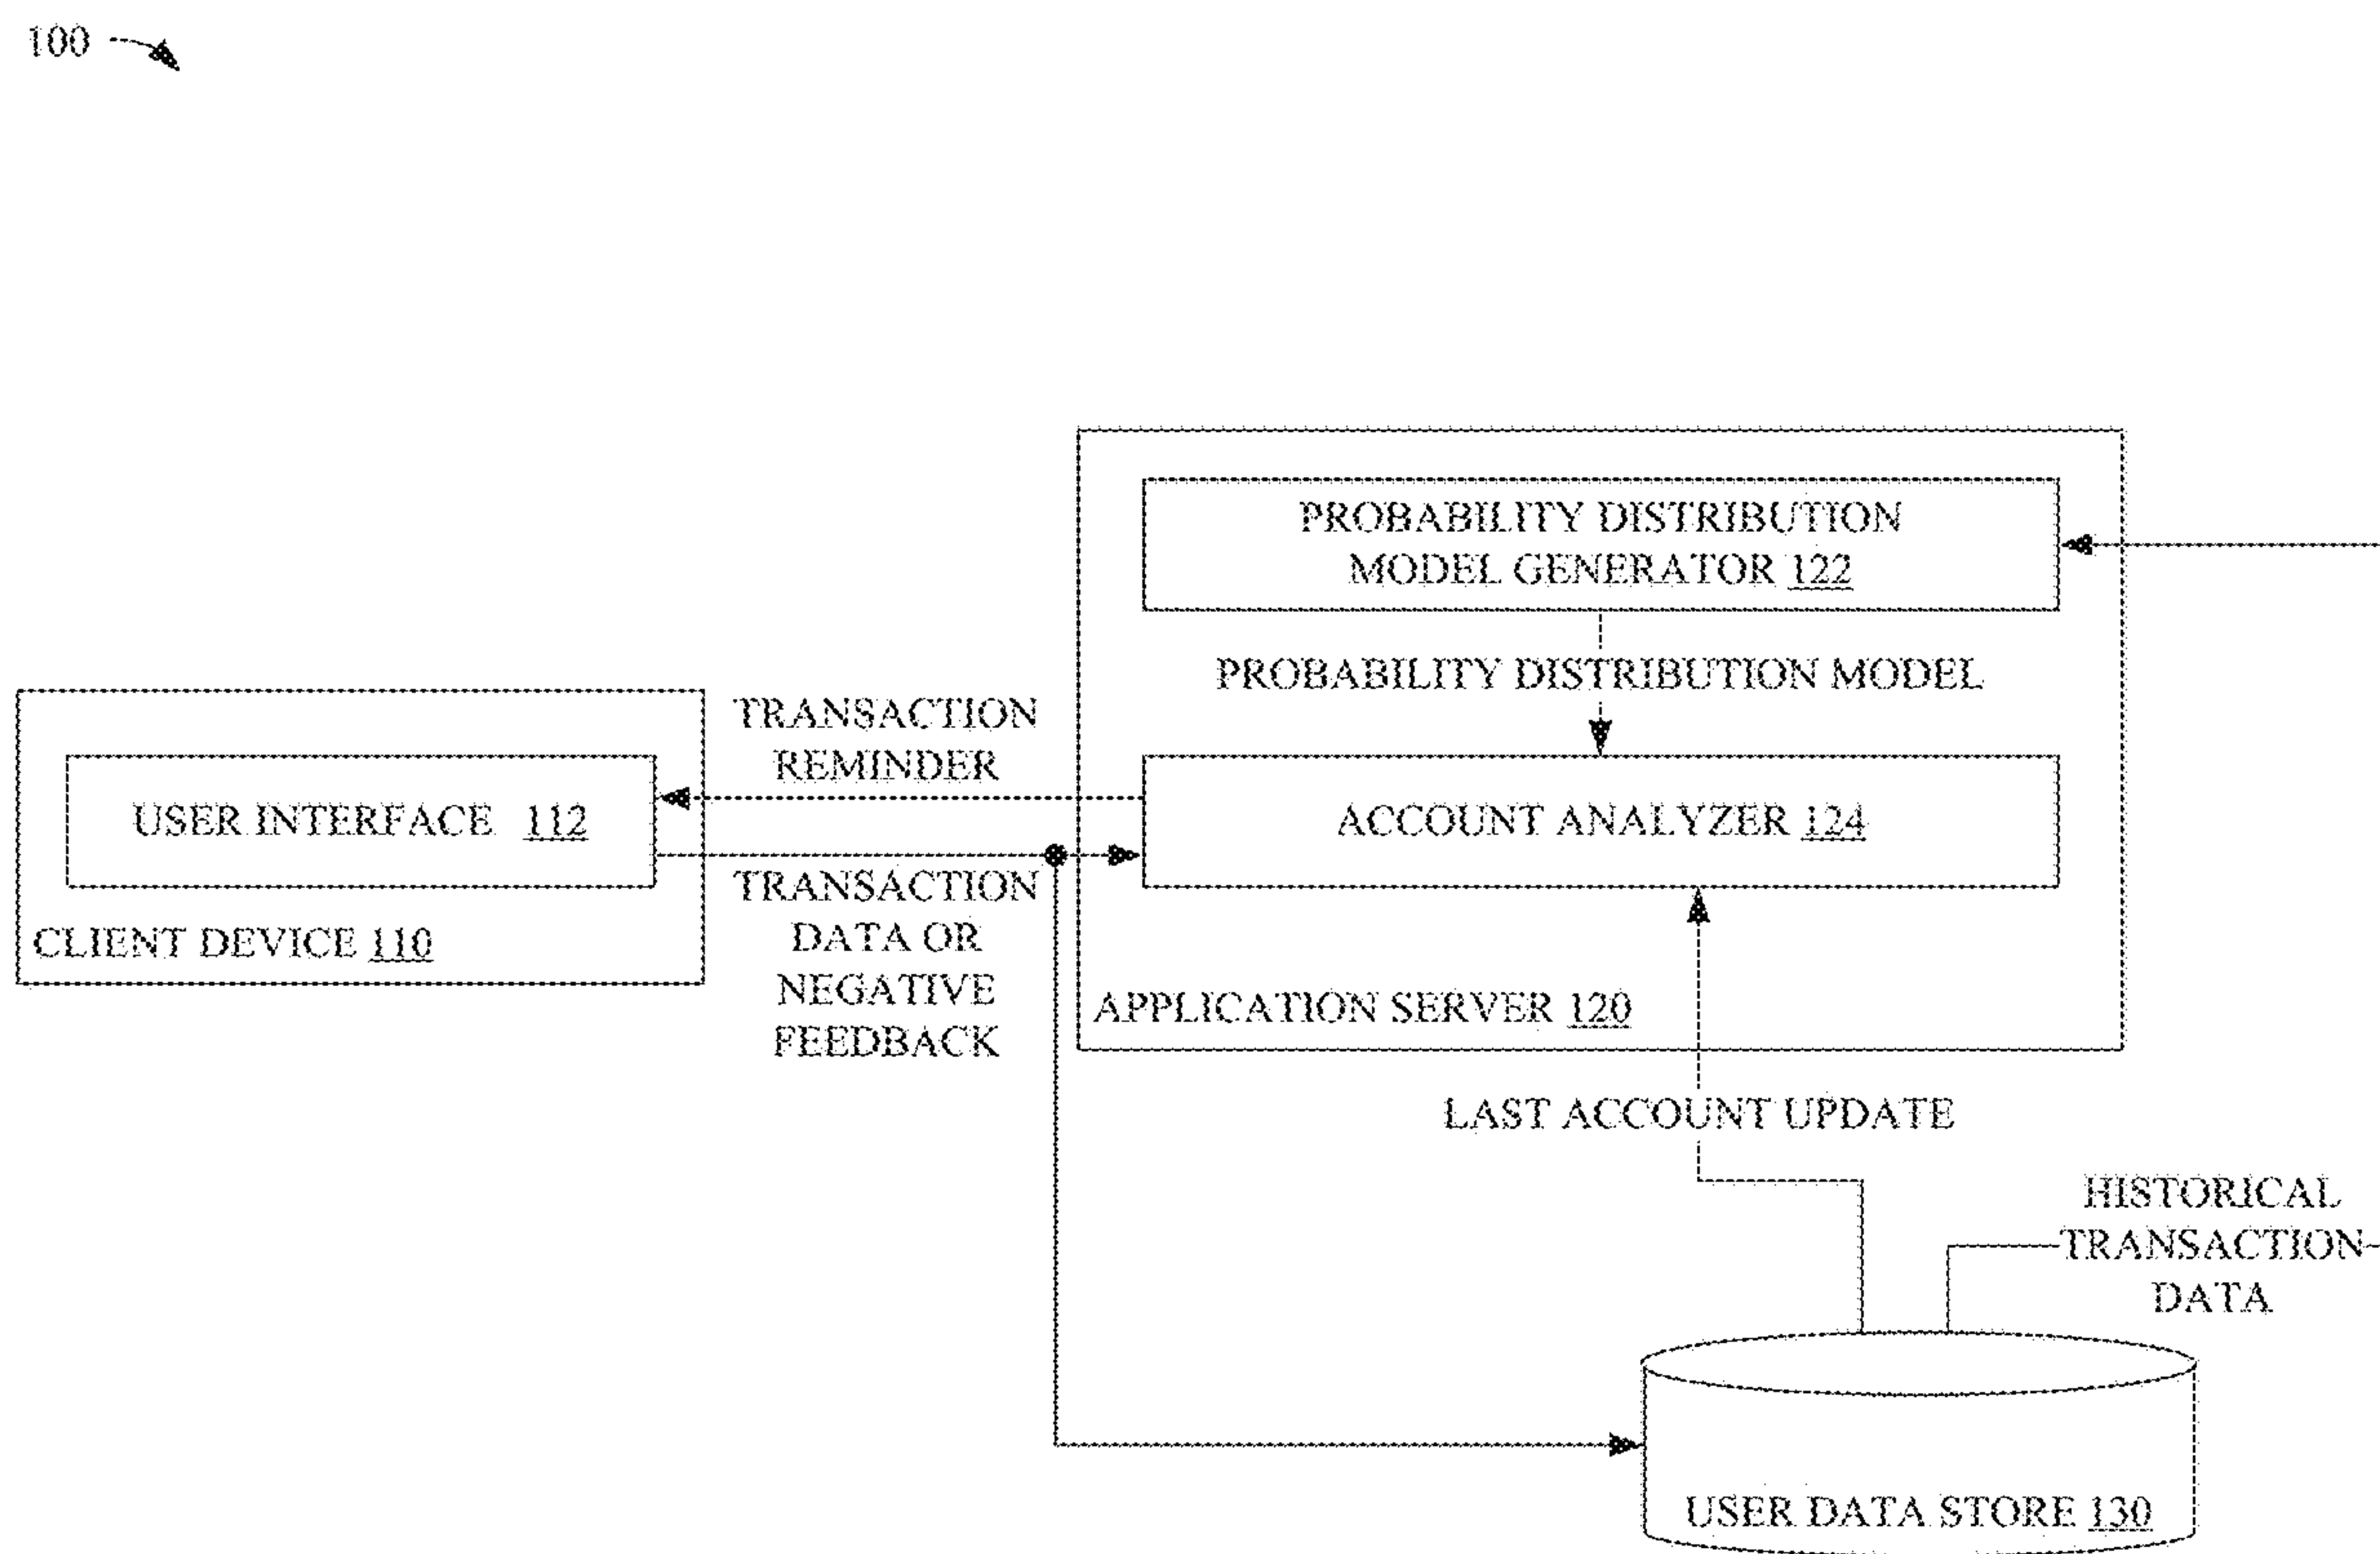 100
PROBABILITY DISTRIBUTION
MODEL GENERATOR 122
PROBABILITY DISTRIBUTION MODEL
TRANSACTION
REMINDER
USER INTERFACE 112
ACCOUNT ANALYZER 124
TRANSACTION
DATA OR
NEGATIVE
FEEDBACK
CLIENT DEVICE 110
APPLICATION SERVER 120
LAST ACCOUNT UPDATE
HISTORICAL
TRANSACTION
DATA
USER DATA STORE 130